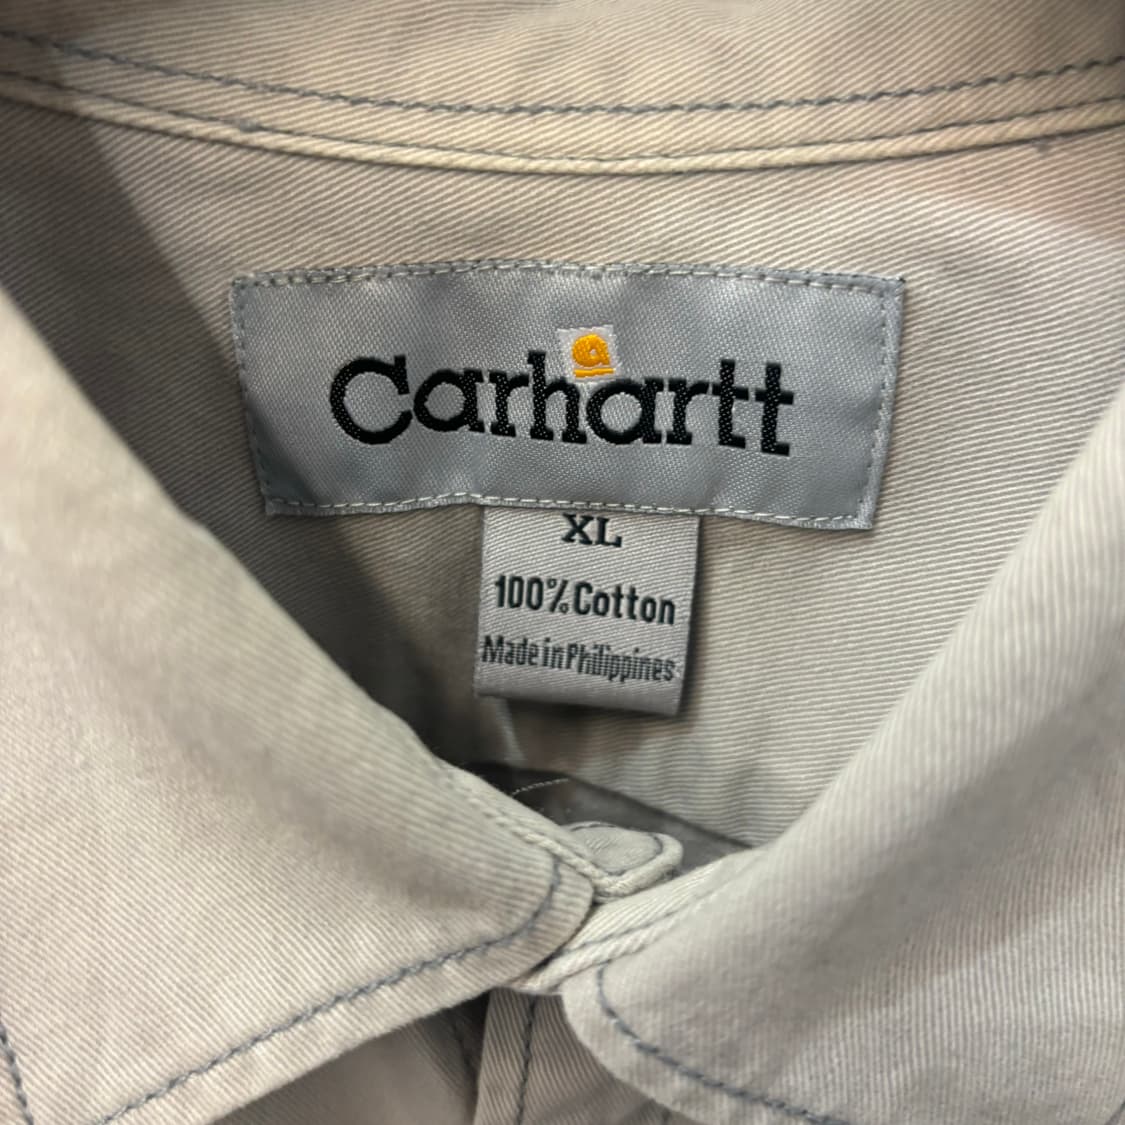 Carhartt
XL
100% Cotton
Made in Philippines